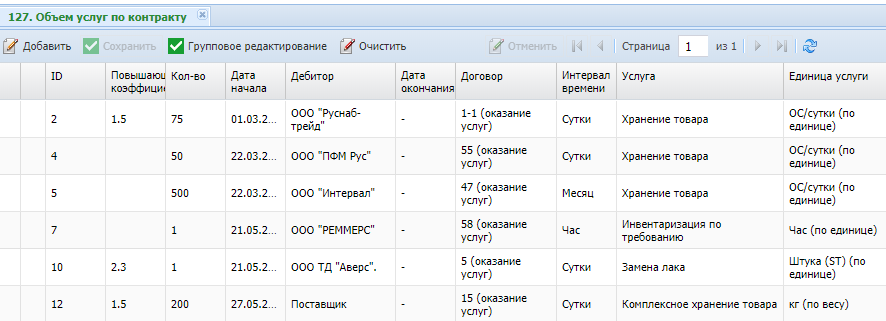 127. Объем услуг по контракту
Добавить Сохранить Групповое редактирование Очистить Отменить Страница 1 из 1
ID Повышающ коэффицие Кол-во Дата начала Дебитор Дата окончания Договор Интервал времени Услуга Единица услуги
2 1.5 75 01.03.2... ООО "Руснаб-трейд" - 1-1 (оказание услуг) Сутки Хранение товара ОС/сутки (по единице)
4 50 22.03.2... ООО "ПФМ Рус" - 55 (оказание услуг) Сутки Хранение товара ОС/сутки (по единице)
5 500 22.03.2... ООО "Интервал" - 47 (оказание услуг) Месяц Хранение товара ОС/сутки (по единице)
7 1 21.05.2... ООО "РЕММЕРС" - 58 (оказание услуг) Час Инвентаризация по требованию Час (по единице)
10 2.3 1 21.05.2... ООО ТД "Аверс". - 5 (оказание услуг) Сутки Замена лака Штука (ST) (по единице)
12 1.5 200 27.05.2... Поставщик - 15 (оказание услуг) Сутки Комплексное хранение товара кг (по весу)